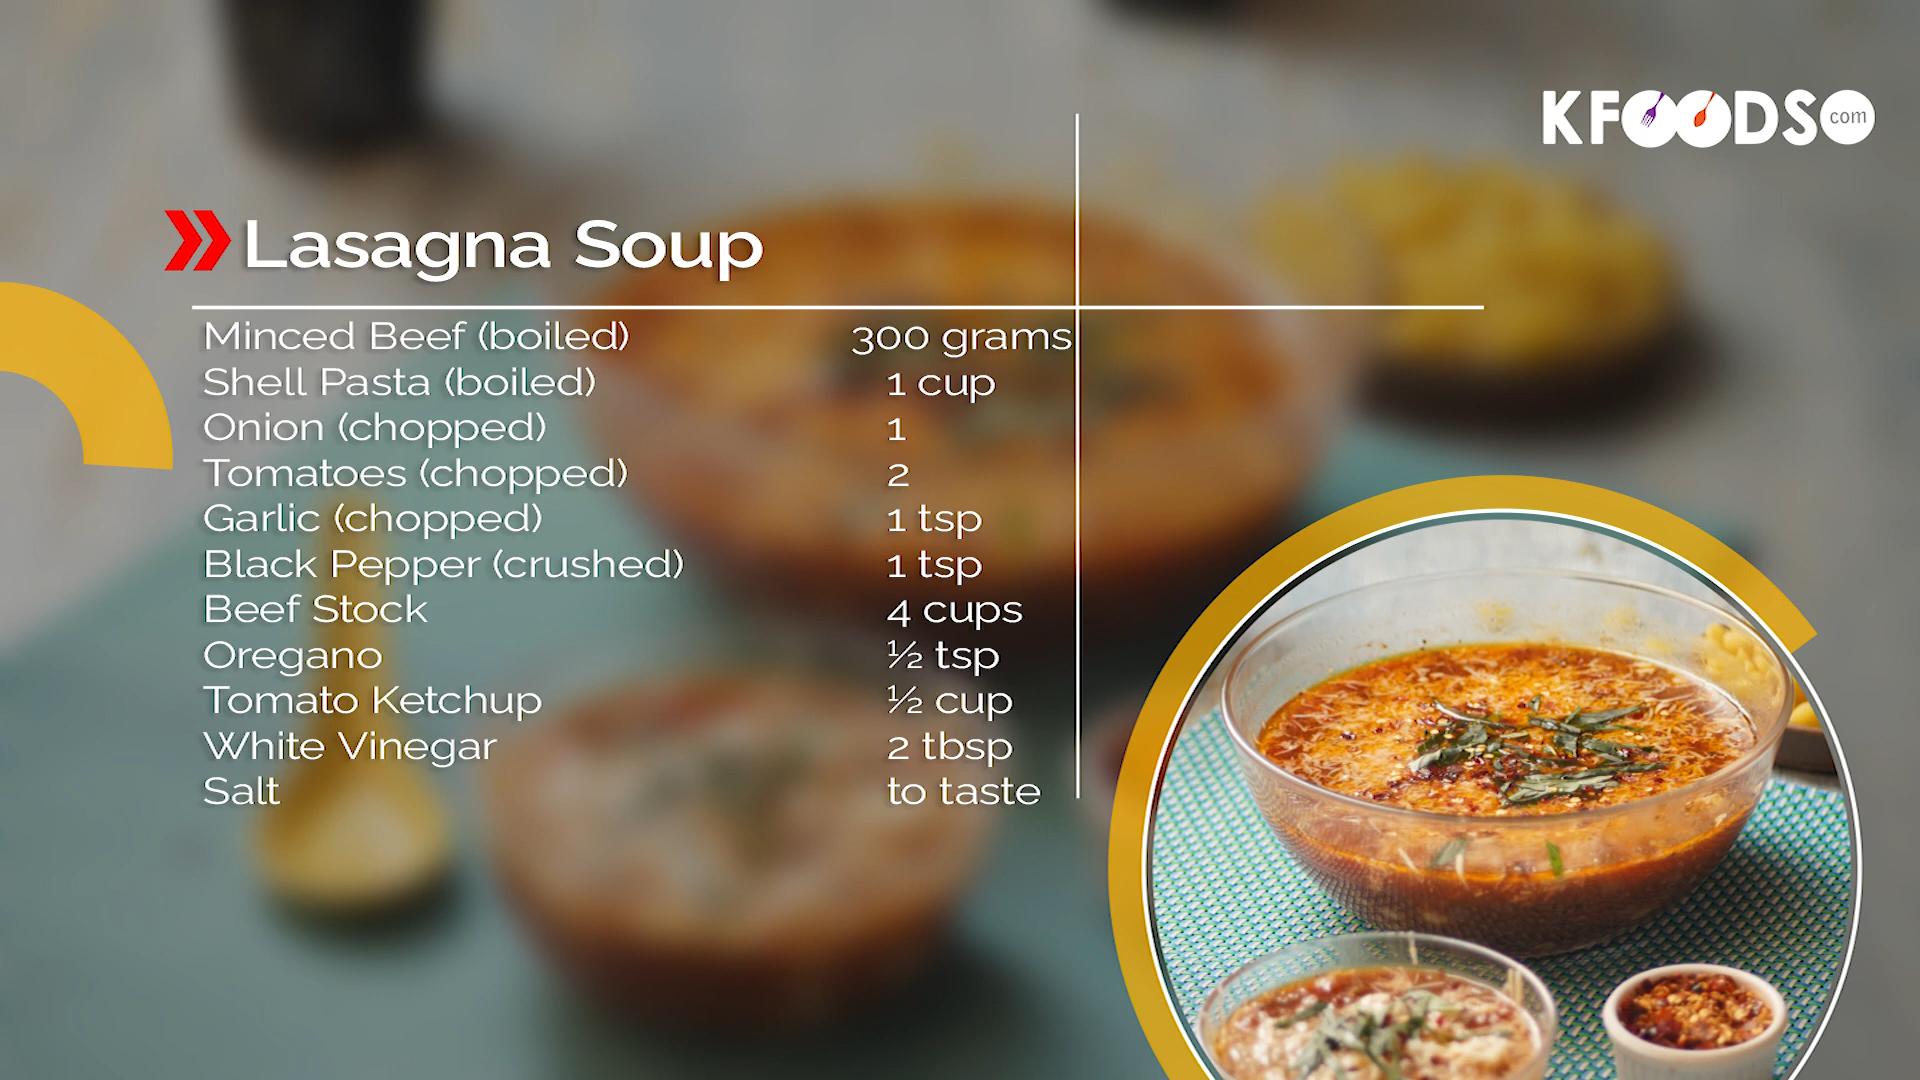 KFOODS com
Lasagna Soup
Minced Beef (boiled) 300 grams
Shell Pasta (boiled) 1 cup
Onion (chopped) 1
Tomatoes (chopped) 2
Garlic (chopped) 1 tsp
Black Pepper (crushed) 1 tsp
Beef Stock 4 cups
Oregano ½ tsp
Tomato Ketchup ½ cup
White Vinegar 2 tbsp
Salt to taste